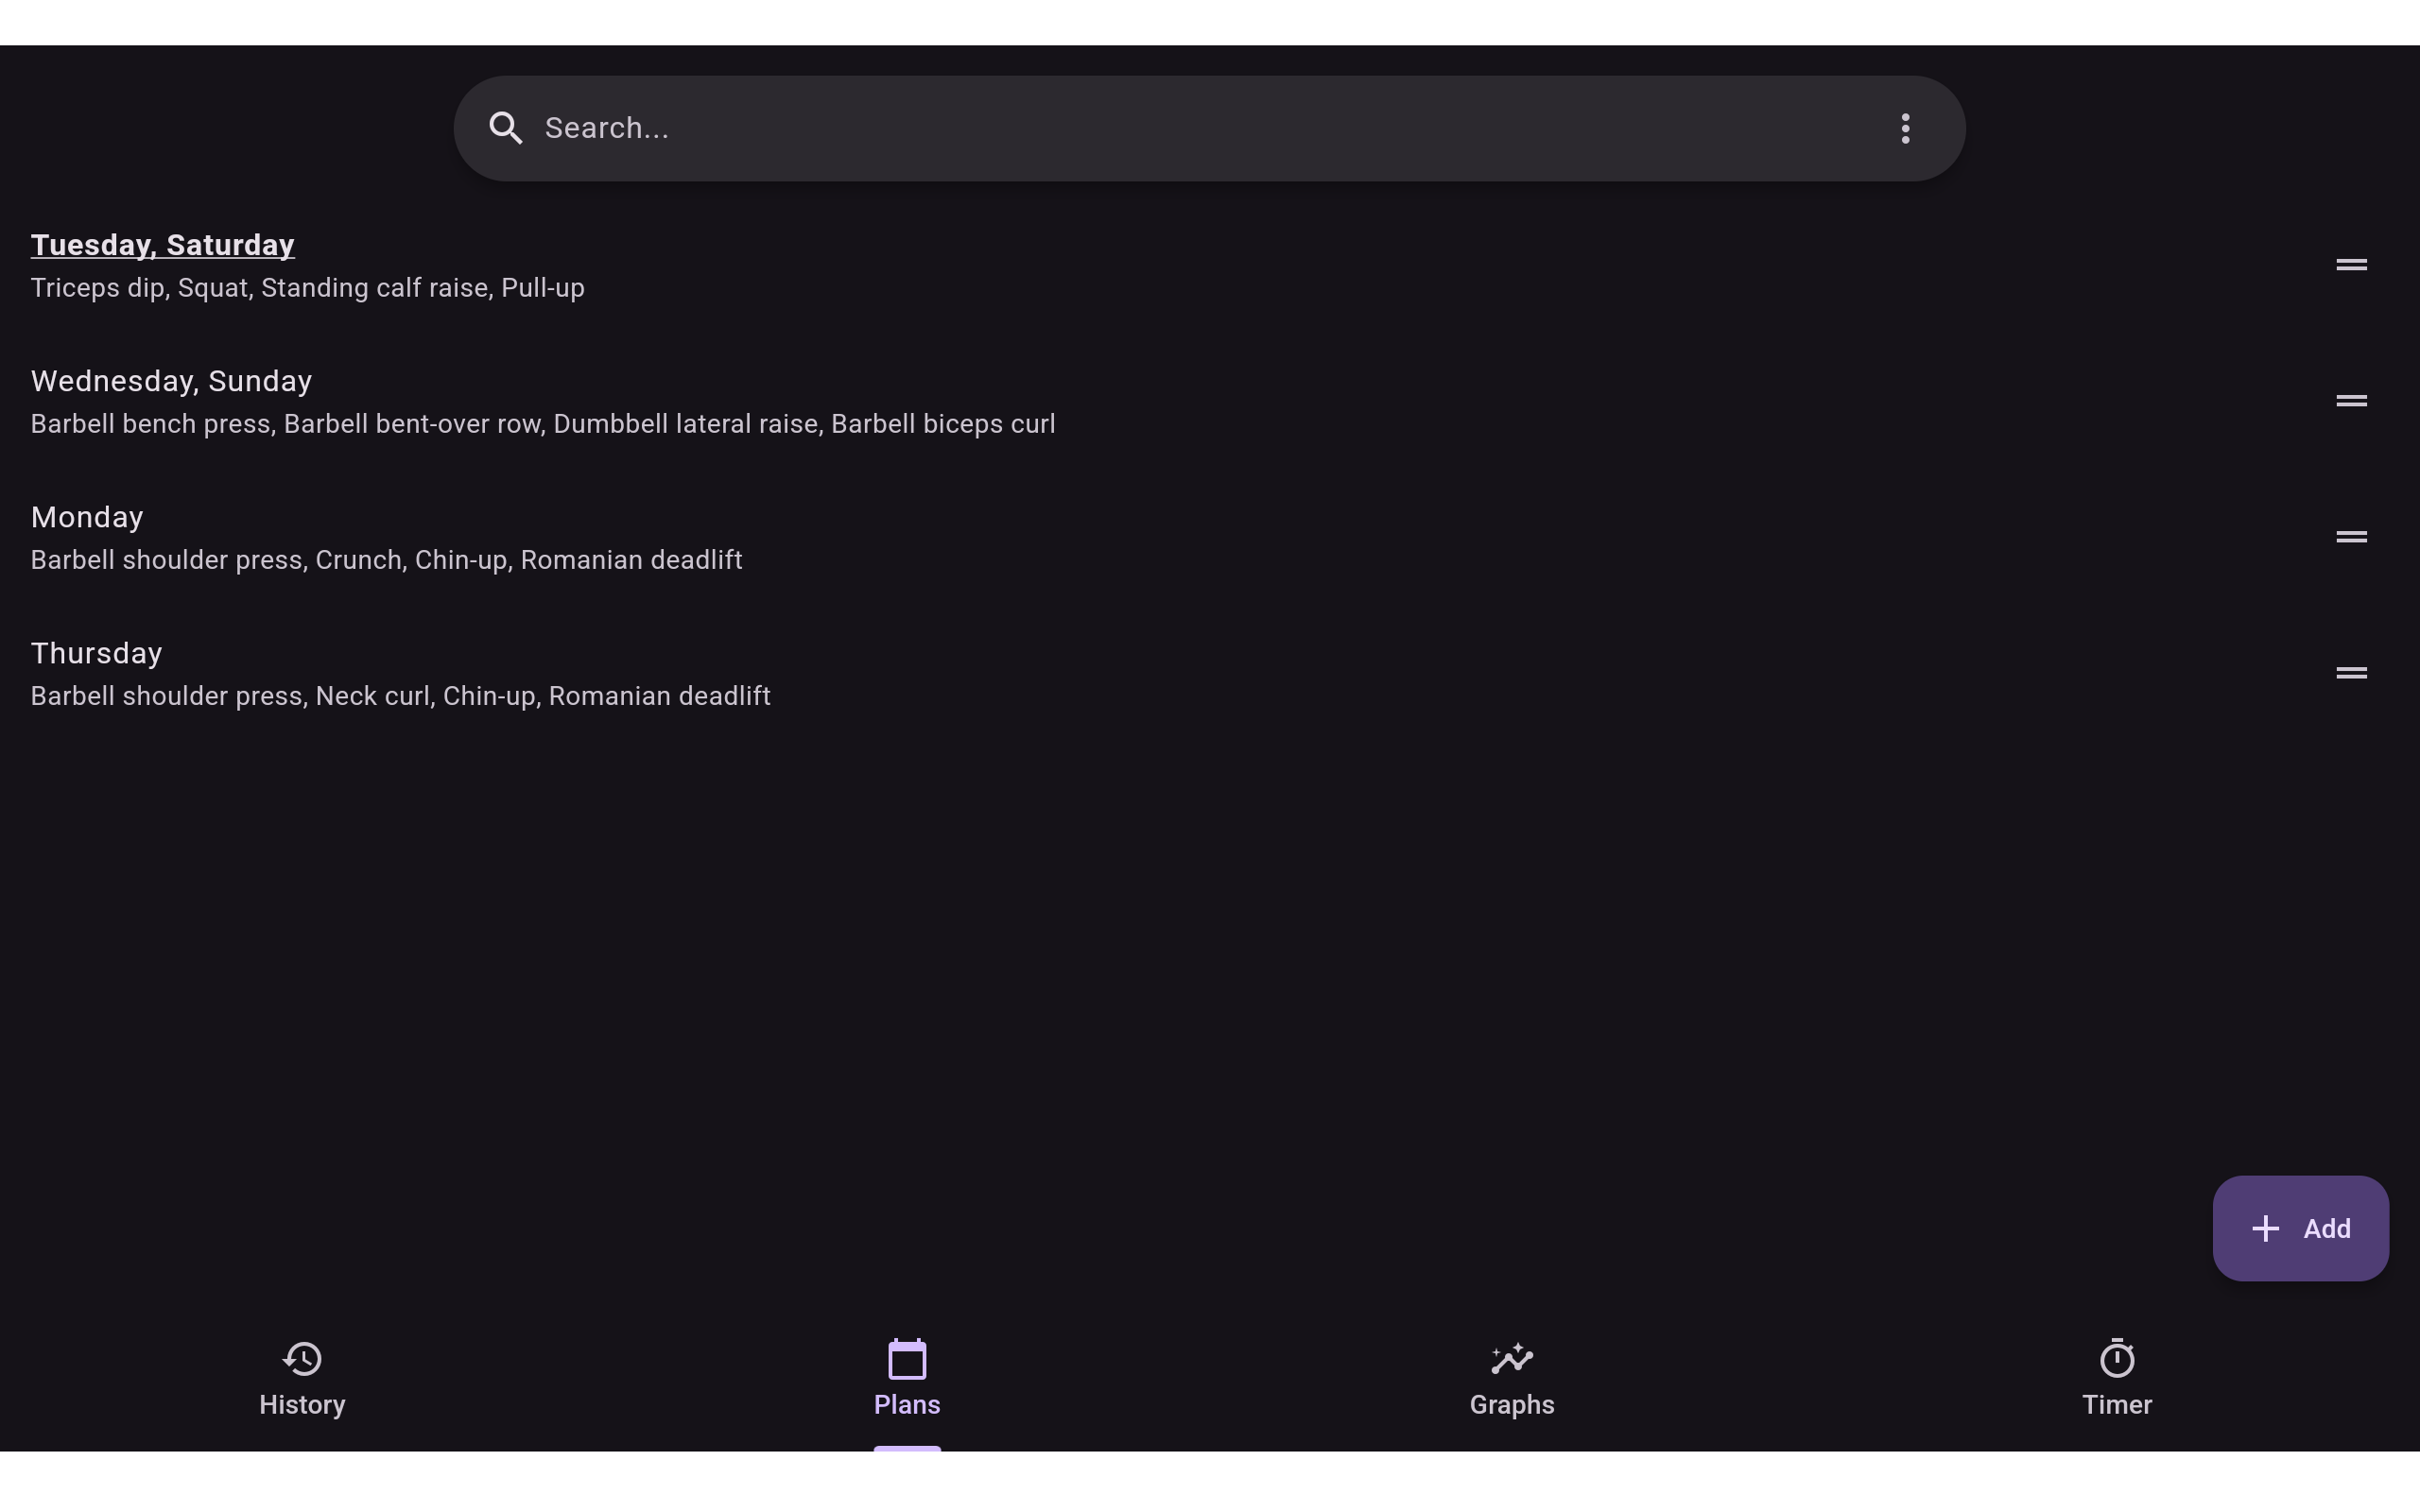 Search...
Tuesday, Saturday
Triceps dip, Squat, Standing calf raise, Pull-up
Wednesday, Sunday
Barbell bench press, Barbell bent-over row, Dumbbell lateral raise, Barbell biceps curl
Monday
Barbell shoulder press, Crunch, Chin-up, Romanian deadlift
Thursday
Barbell shoulder press, Neck curl, Chin-up, Romanian deadlift
Add
History
Plans
Graphs
Timer